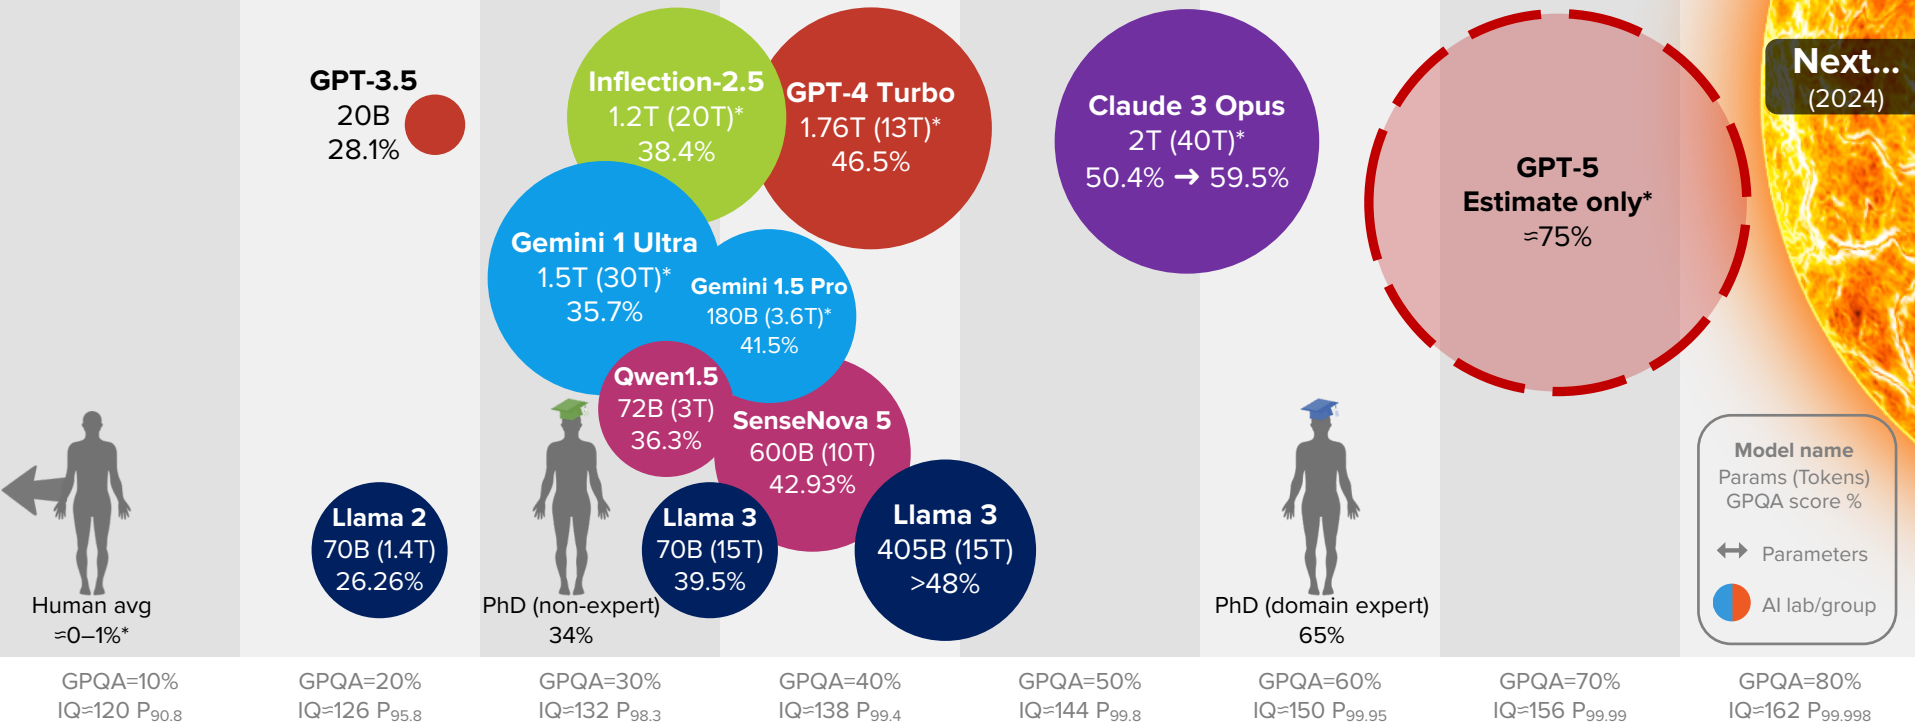 GPT-3.5
20B
28.1%
Inflection-2.5
1.2T (20T)*
38.4%
GPT-4 Turbo
1.76T (13T)*
46.5%
Claude 3 Opus
2T (40T)*
50.4% ➜ 59.5%
GPT-5
Estimate only*
≂75%
Next...
(2024)
Gemini 1 Ultra
1.5T (30T)*
35.7%
Gemini 1.5 Pro
180B (3.6T)*
41.5%
Qwen1.5
72B (3T)
36.3%
SenseNova 5
600B (10T)
42.93%
Llama 2
70B (1.4T)
26.26%
Llama 3
70B (15T)
39.5%
Llama 3
405B (15T)
>48%
Human avg
≂0–1%*
PhD (non-expert)
34%
PhD (domain expert)
65%
Model name
Params (Tokens)
GPQA score %
Parameters
AI lab/group
GPQA=10%
IQ≂120 P90.8
GPQA=20%
IQ≂126 P95.8
GPQA=30%
IQ≂132 P98.3
GPQA=40%
IQ≂138 P99.4
GPQA=50%
IQ≂144 P99.8
GPQA=60%
IQ≂150 P99.95
GPQA=70%
IQ≂156 P99.99
GPQA=80%
IQ≂162 P99.998